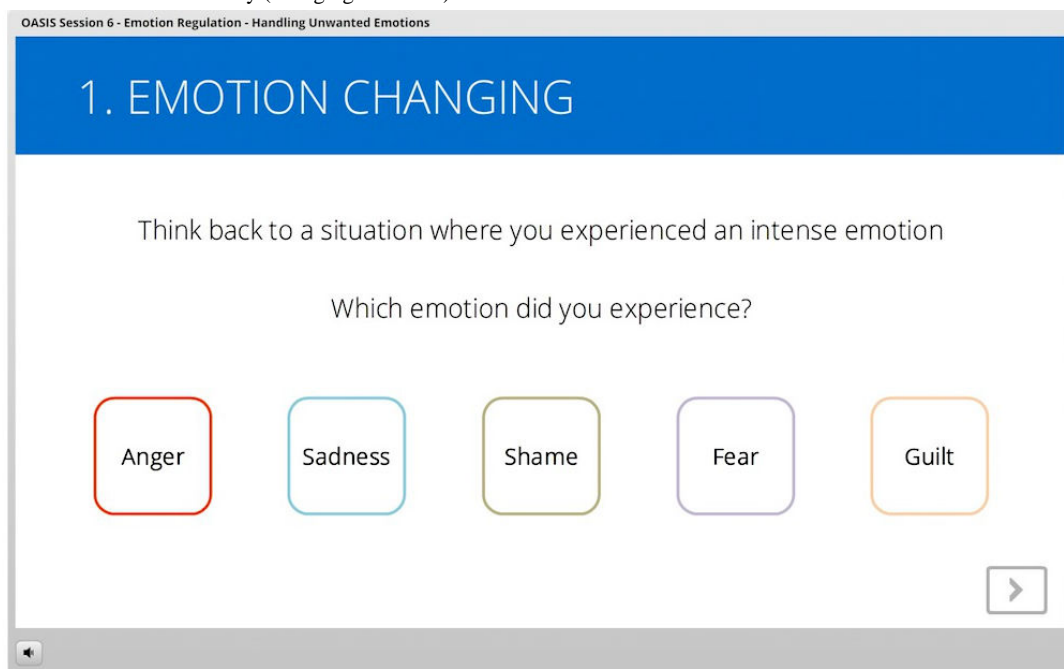 OASIS Session 6 - Emotion Regulation - Handling Unwanted Emotions
1. EMOTION CHANGING
Think back to a situation where you experienced an intense emotion
Which emotion did you experience?
Anger Sadness Shame Fear Guilt